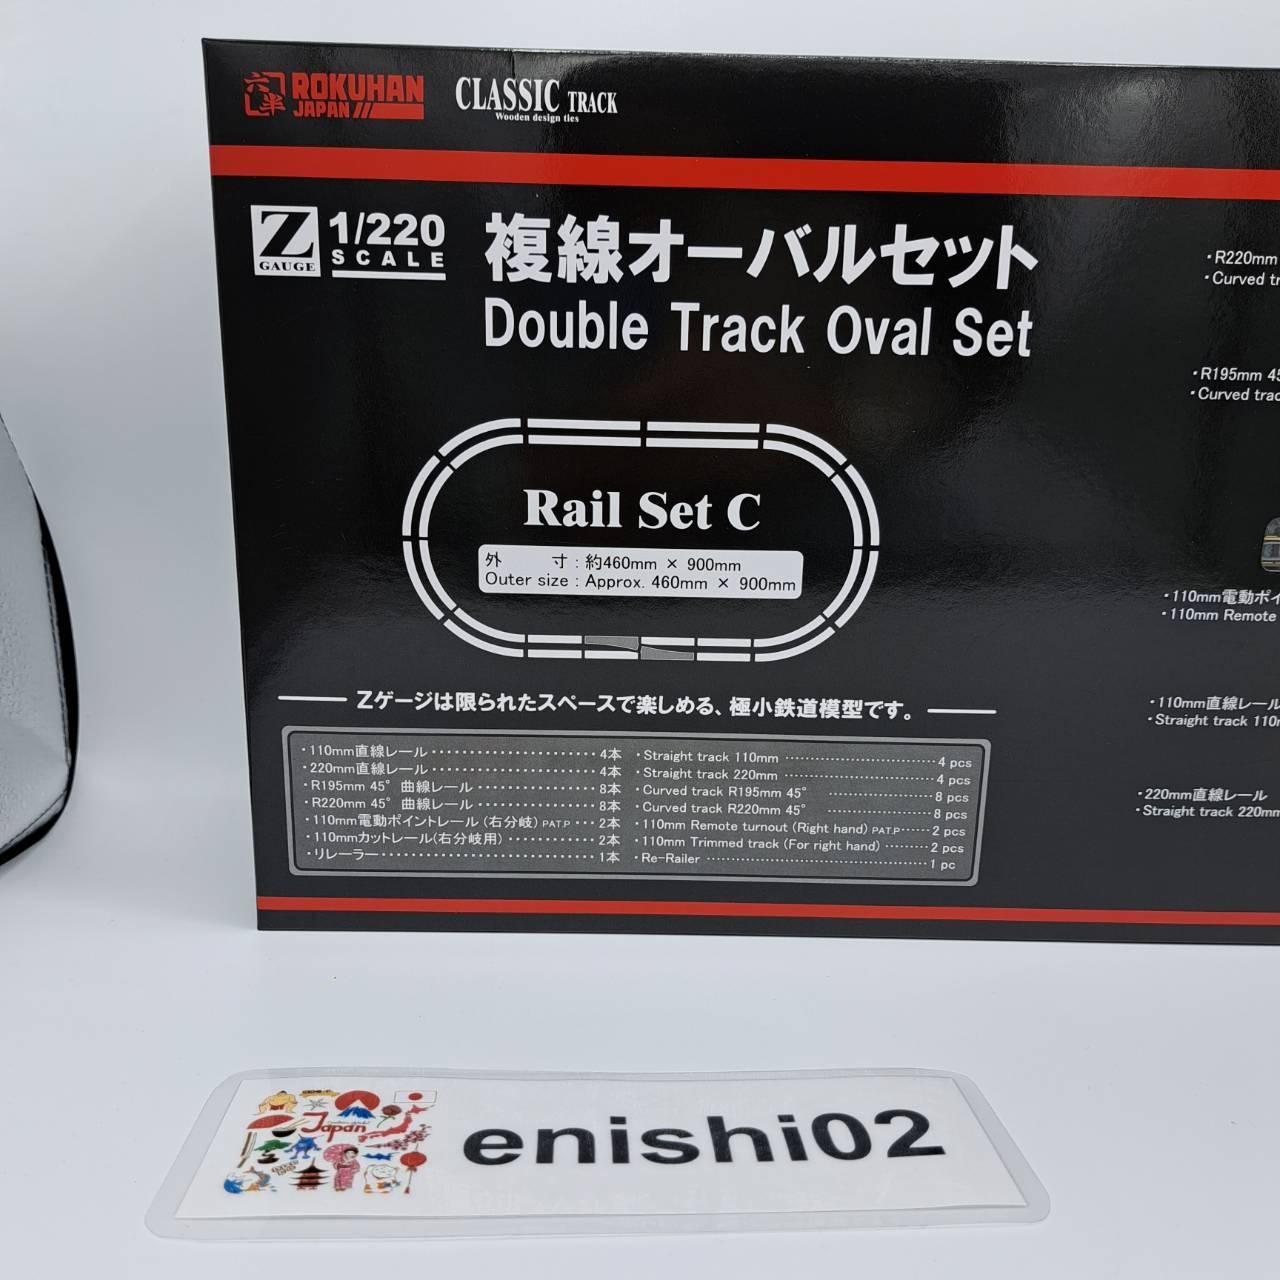 六半 ROKUHAN
JAPAN
CLASSIC TRACK
Wooden design ties
Z
GAUGE
1/220
SCALE
複線オーバルセット
Double Track Oval Set
Rail Set C
外 寸：約460mm × 900mm
Outer size : Approx. 460mm × 900mm
Zゲージは限られたスペースで楽しめる、極小鉄道模型です。
・110mm直線レール ・・・・・・ 4本
・220mm直線レール ・・・・・・ 4本
・R195mm 45° 曲線レール ・・・・・・ 8本
・R220mm 45° 曲線レール ・・・・・・ 8本
・110mm電動ポイントレール (右分岐) PAT.P ・・・ 2本
・110mmカットレール(右分岐用) ・・・・・・ 2本
・リレーラー ・・・・・・ 1本
・Straight track 110mm ・・・・・・ 4 pcs
・Straight track 220mm ・・・・・・ 4 pcs
・Curved track R195mm 45° ・・・・・・ 8 pcs
・Curved track R220mm 45° ・・・・・・ 8 pcs
・110mm Remote turnout (Right hand) PAT.P ・・・・・・ 2 pcs
・110mm Trimmed track (For right hand) ・・・・・・ 2 pcs
・Re-Railer ・・・・・・ 1 pc
・R220mm
・Curved tr
・R195mm 45
・Curved trac
・110mm電動ポイ
・110mm Remote
・110mm直線レール
・Straight track 110m
・220mm直線レール
・Straight track 220mm
Japan
enishi02